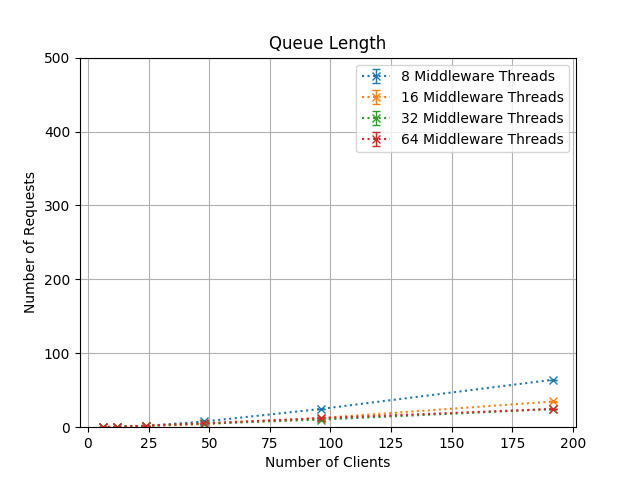 Queue Length
500
400
300
200
100
0
Number of Requests
8 Middleware Threads
16 Middleware Threads
32 Middleware Threads
64 Middleware Threads
0 25 50 75 100 125 150 175 200
Number of Clients